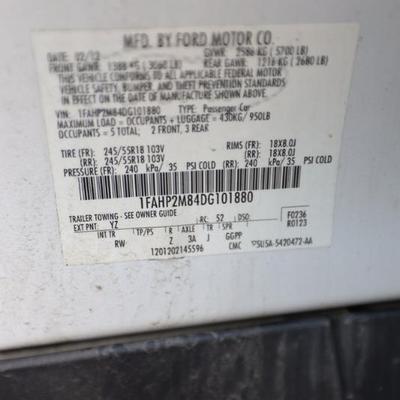 MFD. BY FORD MOTOR CO.
DATE: 02/12 GVWR: 2586 KG (5700 LB)
FRONT GAWR: 1388 KG (3060 LB) REAR GAWR: 1216 KG (2680 LB)
THIS VEHICLE CONFORMS TO ALL APPLICABLE FEDERAL MOTOR
VEHICLE SAFETY, BUMPER, AND THEFT PREVENTION STANDARDS
IN EFFECT ON THE DATE OF MANUFACTURE SHOWN ABOVE.
VIN: 1FAHP2M84DG101880 TYPE: Passenger Car
MAXIMUM LOAD= OCCUPANTS + LUGGAGE = 430KG/ 950LB
OCCUPANTS = 5 TOTAL: 2 FRONT, 3 REAR
TIRE (FR): 245/55R18 103V RIMS (FR): 18X8.0J
(RR): 245/55R18 103V (RR): 18X8.0J
PRESSURE (FR): 240 kPa/ 35 PSI COLD (RR): 240 kPa/ 35 PSI COLD
1FAHP2M84DG101880
TRAILER TOWING - SEE OWNER GUIDE F0236
EXT PNT: YZ RC: 52 DSO: R0123
INT TR TP/PS R AXLE TR SPR
RW Z 3A J GGPP
1201202145596 CMC 5U5A-5420472-AA